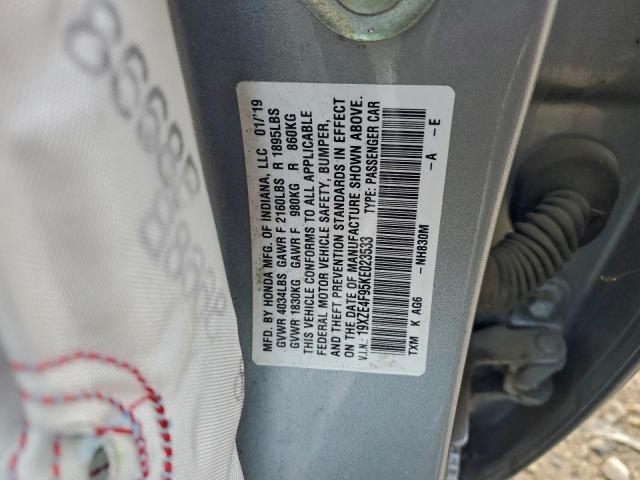 MFD. BY HONDA MFG. OF INDIANA, LLC 01/'19
GVWR 4034LBS GAWR F 2160LBS R 1895LBS
GVWR 1830KG GAWR F 980KG R 860KG
THIS VEHICLE CONFORMS TO ALL APPLICABLE
FEDERAL MOTOR VEHICLE SAFETY, BUMPER,
AND THEFT PREVENTION STANDARDS IN EFFECT
ON THE DATE OF MANUFACTURE SHOWN ABOVE.
V.I.N.: 19XZE4F95KE023533 TYPE: PASSENGER CAR
TXM K AG6 -NH830M -A -E